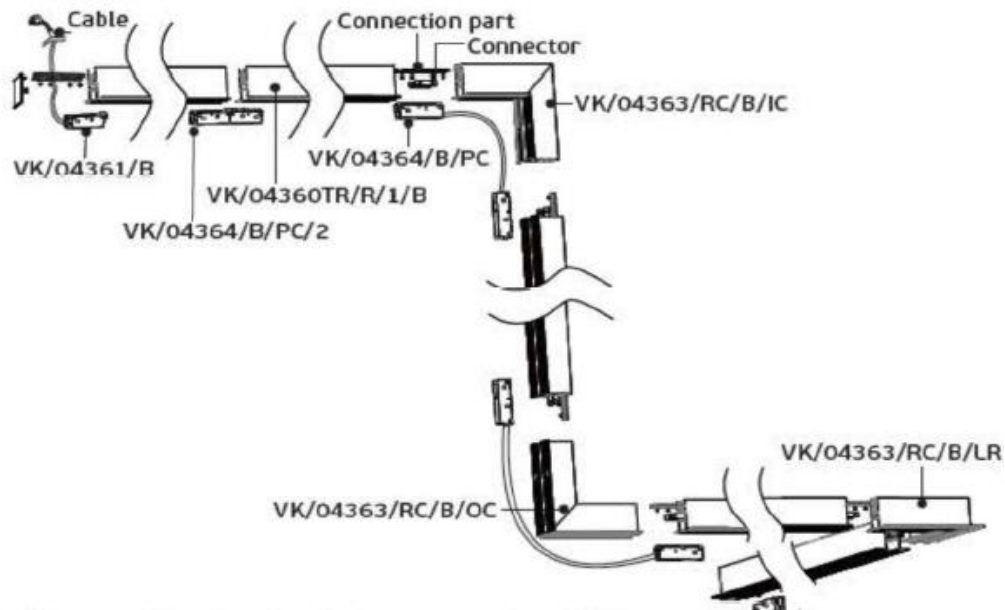 Cable
Connection part
Connector
VK/04363/RC/B/IC
VK/04364/B/PC
VK/04361/B
VK/04360TR/R/1/B
VK/04364/B/PC/2
VK/04363/RC/B/LR
VK/04363/RC/B/OC